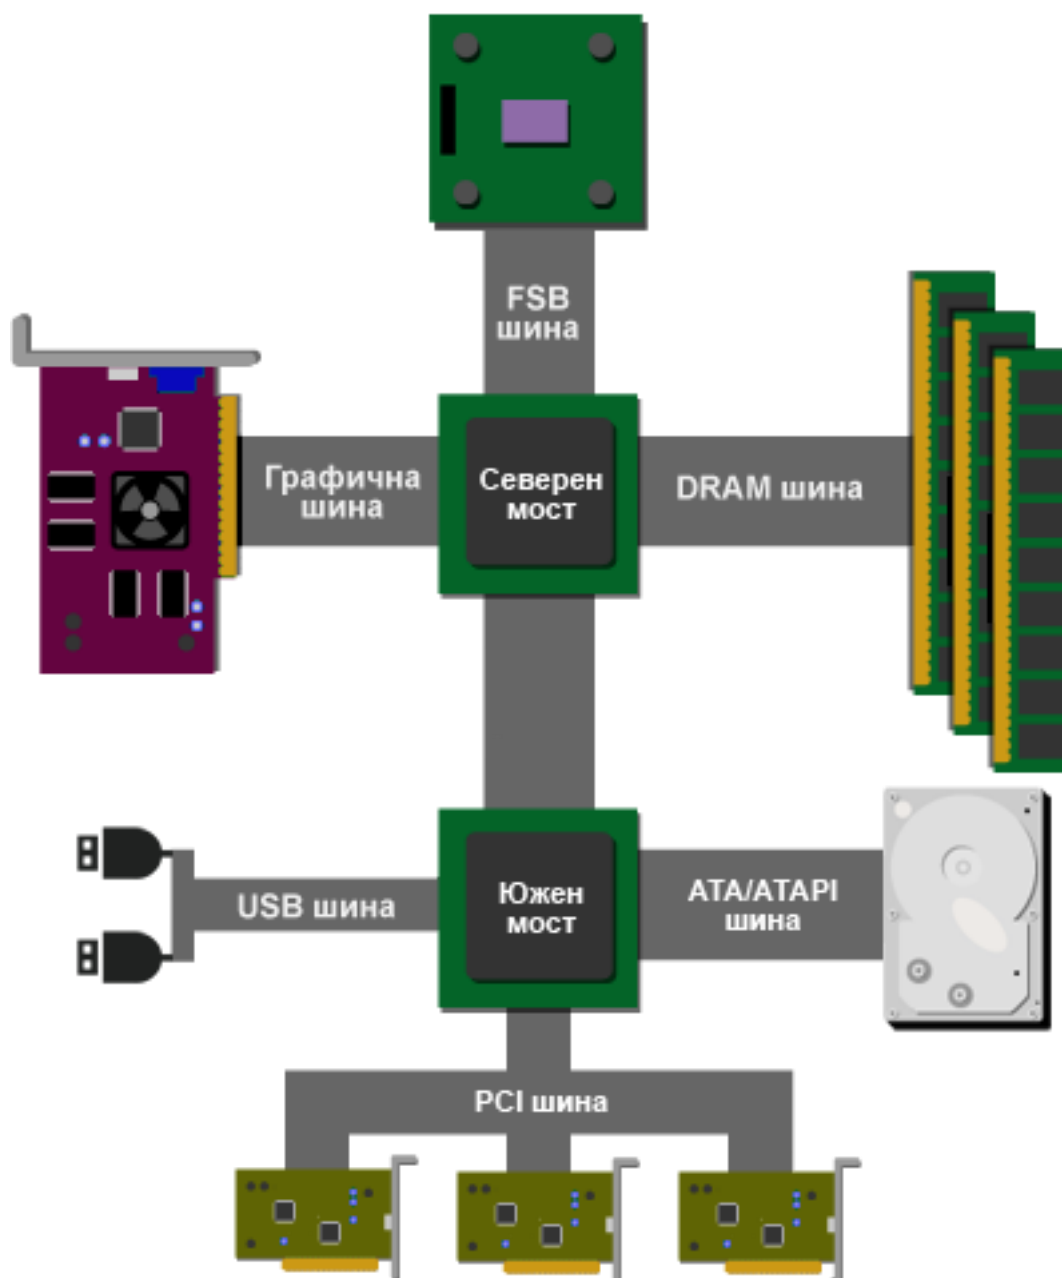 FSB
шина
Графична
шина
Северен
мост
DRAM шина
USB шина
Южен
мост
ATA/ATAPI
шина
PCI шина